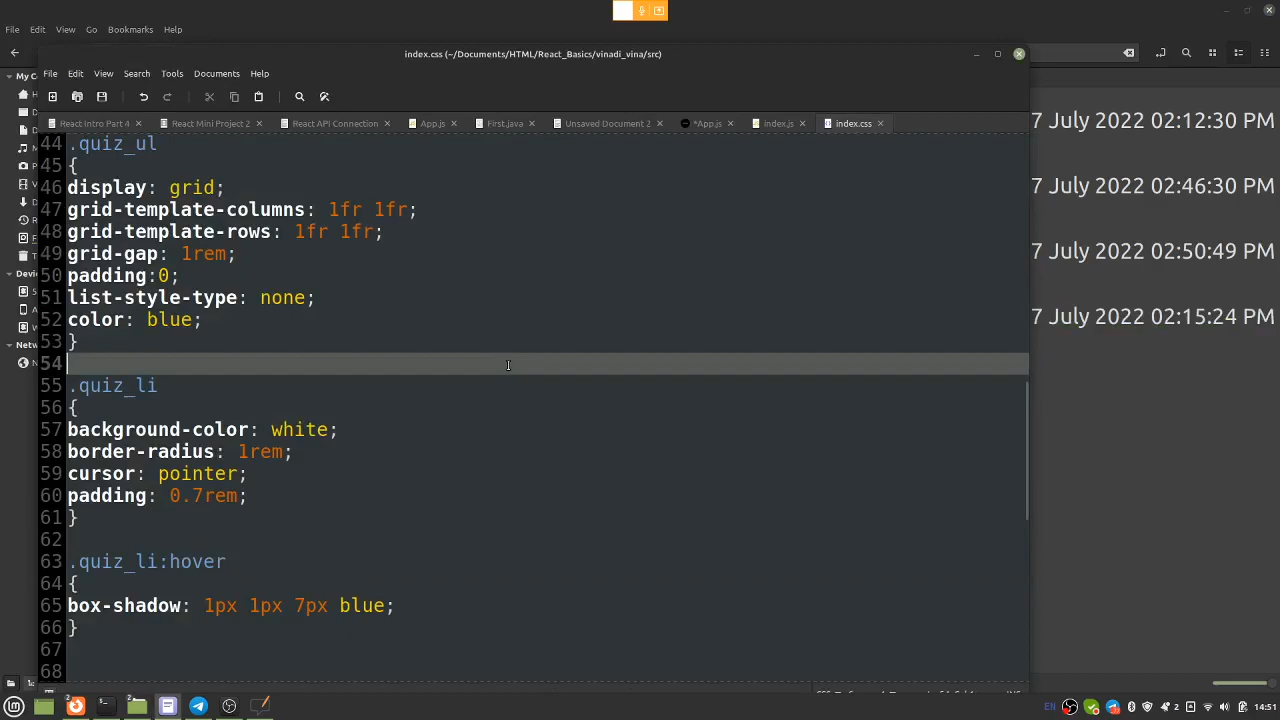 File Edit View Go Bookmarks Help
index.css (~/Documents/HTML/React_Basics/vinadi_vina/src)
File Edit View Search Tools Documents Help
React Intro Part 4
React Mini Project 2
React API Connection
App.js
First.java
Unsaved Document 2
*App.js
index.js
index.css
44 .quiz_ul
45 {
46 display: grid;
47 grid-template-columns: 1fr 1fr;
48 grid-template-rows: 1fr 1fr;
49 grid-gap: 1rem;
50 padding:0;
51 list-style-type: none;
52 color: blue;
53 }
54
55 .quiz_li
56 {
57 background-color: white;
58 border-radius: 1rem;
59 cursor: pointer;
60 padding: 0.7rem;
61 }
62
63 .quiz_li:hover
64 {
65 box-shadow: 1px 1px 7px blue;
66 }
67
68
7 July 2022 02:12:30 PM
7 July 2022 02:46:30 PM
7 July 2022 02:50:49 PM
7 July 2022 02:15:24 PM
EN
2
14:51